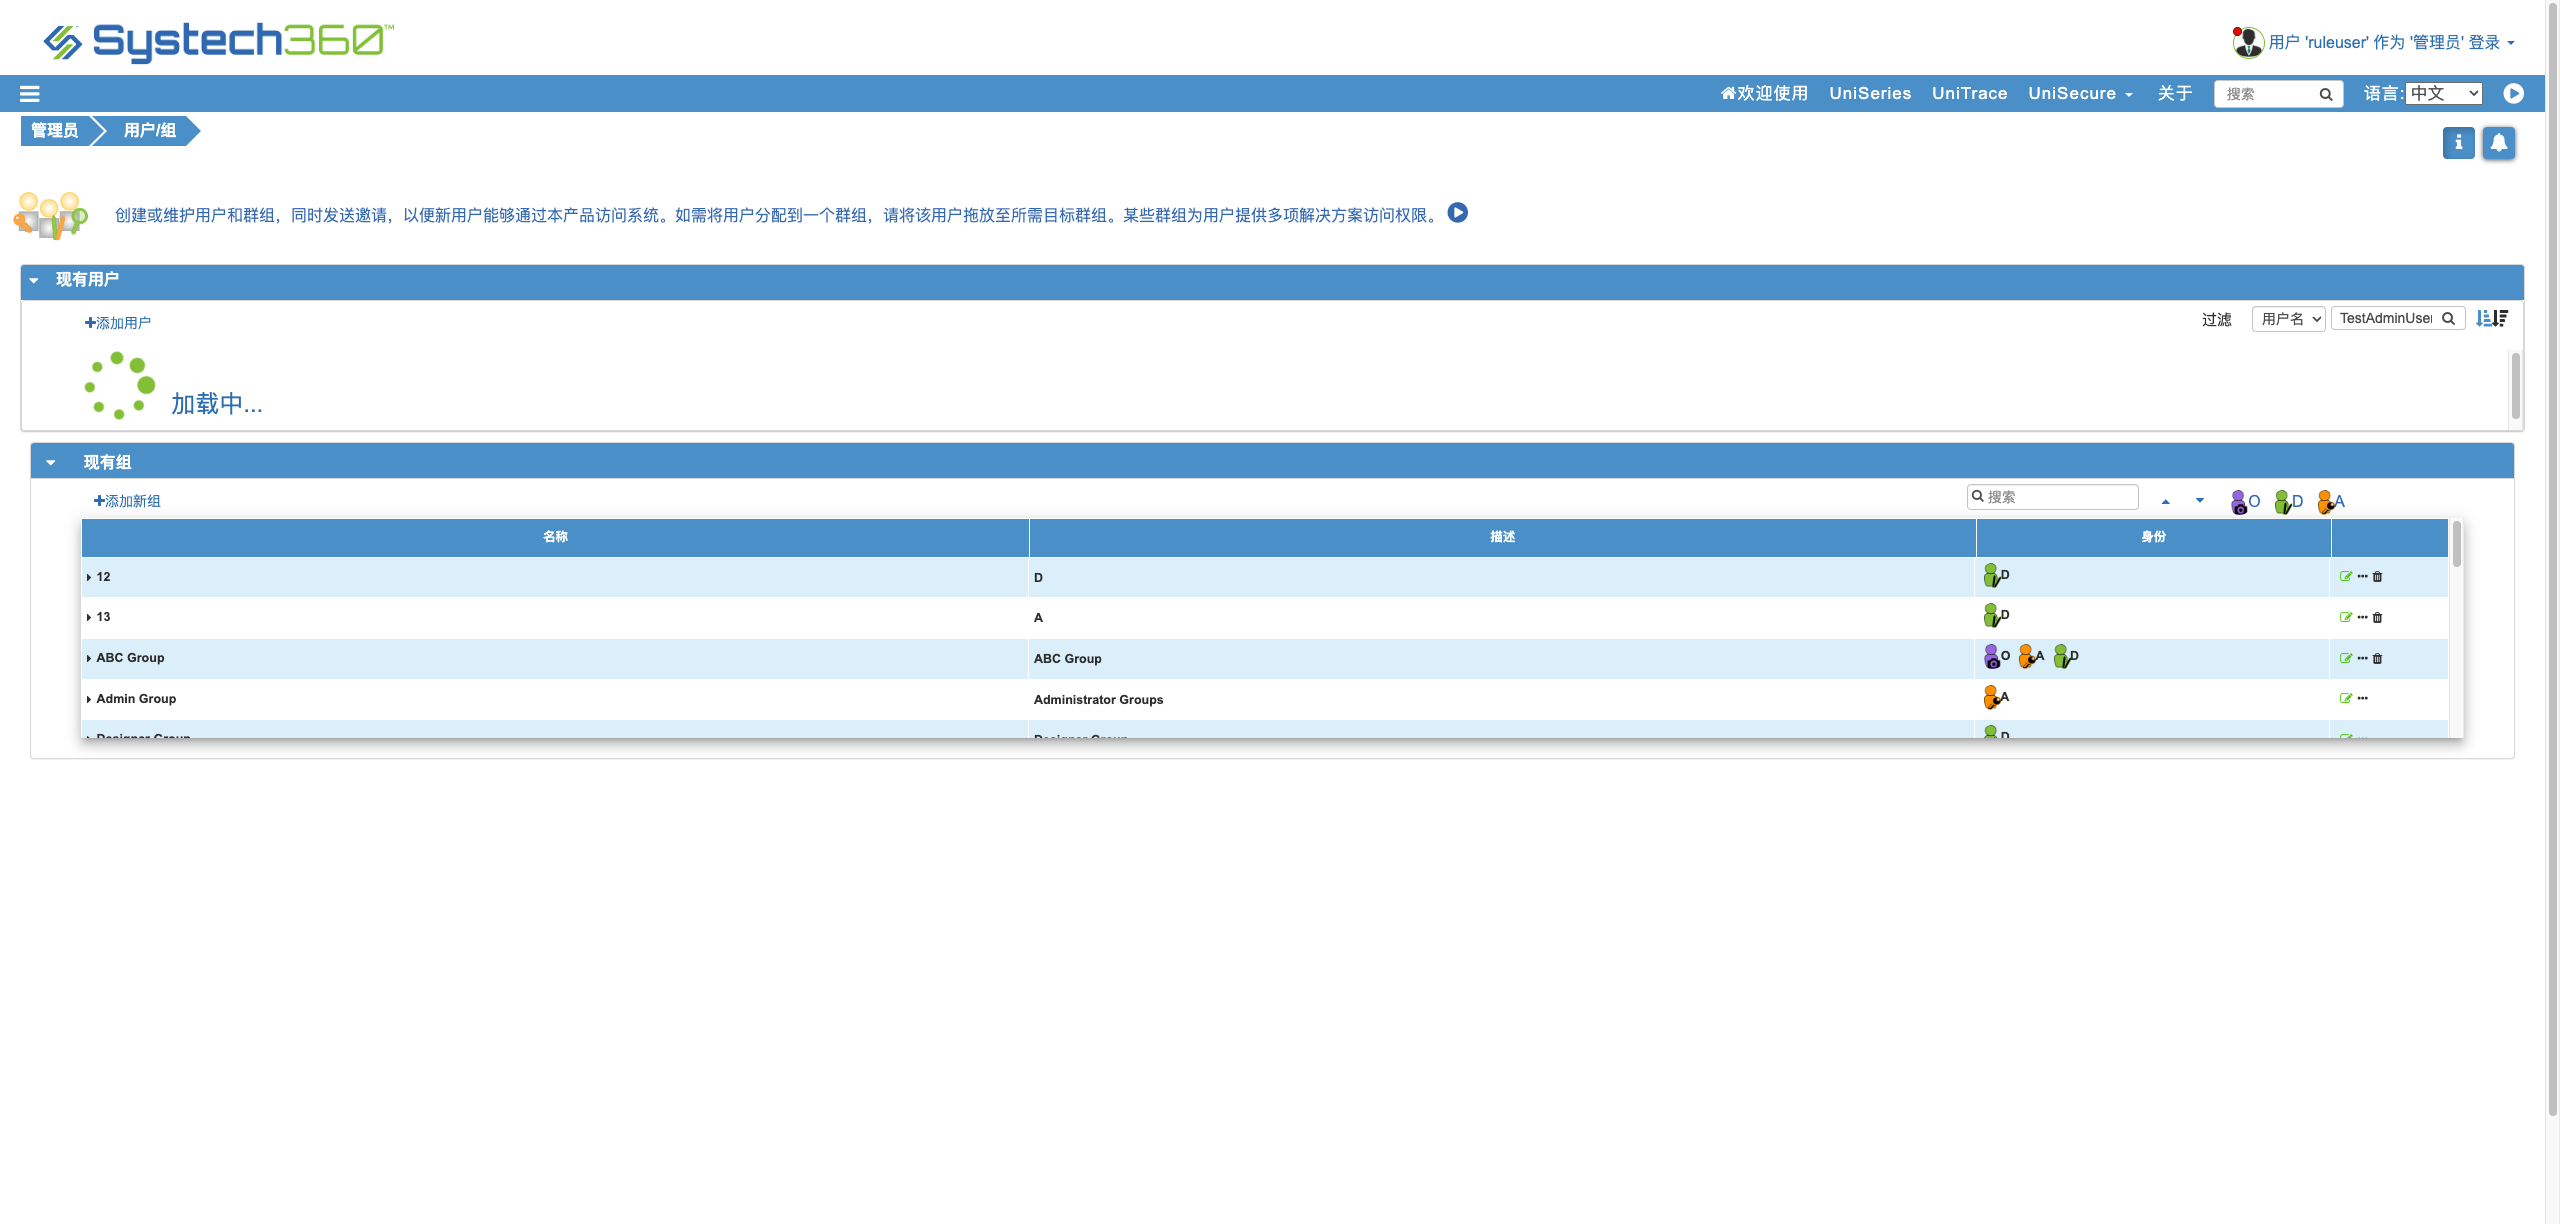 Systech360™
用户 'ruleuser' 作为 '管理员' 登录
欢迎使用 UniSeries UniTrace UniSecure 关于 搜索 语言: 中文
管理员 用户/组
创建或维护用户和群组，同时发送邀请，以便新用户能够通过本产品访问系统。如需将用户分配到一个群组，请将该用户拖放至所需目标群组。某些群组为用户提供多项解决方案访问权限。
现有用户
添加用户 过滤 用户名 TestAdminUser
加载中...
现有组
添加新组 搜索 O D A
名称 描述 身份
12 D D
13 A D
ABC Group ABC Group O A D
Admin Group Administrator Groups A
Designer Group Designer Group D